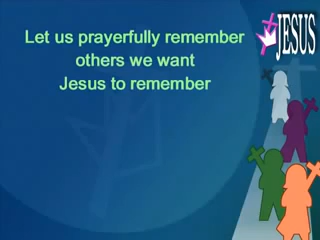 Let us prayerfully remember
others we want
Jesus to remember
JESUS